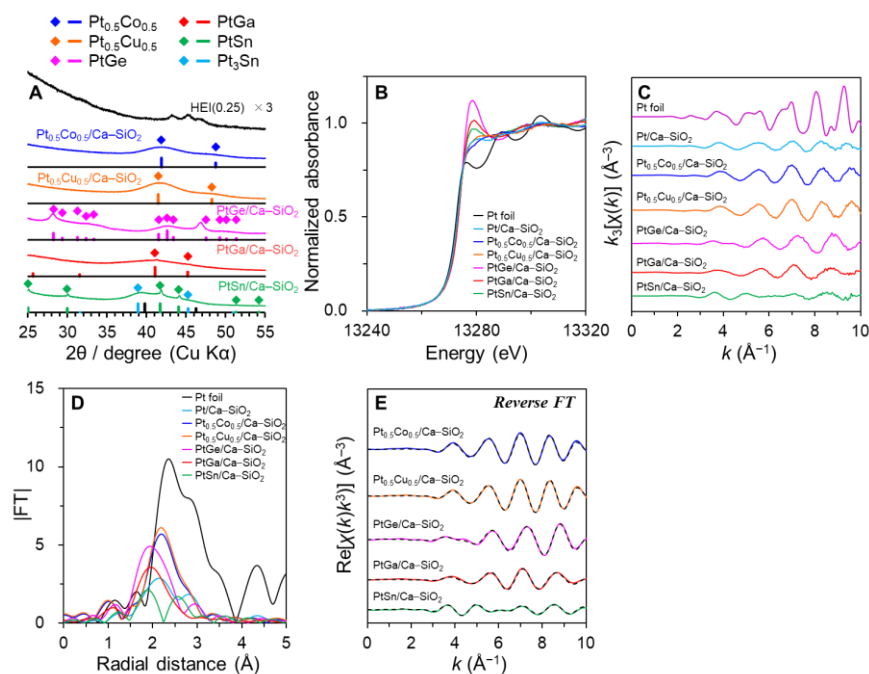 Pt0.5Co0.5
PtGa
Pt0.5Cu0.5
PtSn
PtGe
Pt3Sn
A
HEI(0.25) × 3
Pt0.5Co0.5/Ca–SiO2
Pt0.5Cu0.5/Ca–SiO2
PtGe/Ca–SiO2
PtGa/Ca–SiO2
PtSn/Ca–SiO2
25 30 35 40 45 50 55
2θ / degree (Cu Kα)
B
Normalized absorbance
1.0
0.5
0.0
Pt foil
Pt/Ca–SiO2
Pt0.5Co0.5/Ca–SiO2
Pt0.5Cu0.5/Ca–SiO2
PtGe/Ca–SiO2
PtGa/Ca–SiO2
PtSn/Ca–SiO2
13240 13280 13320
Energy (eV)
C
k3[χ(k)] (Å−3)
Pt foil
Pt/Ca–SiO2
Pt0.5Co0.5/Ca–SiO2
Pt0.5Cu0.5/Ca–SiO2
PtGe/Ca–SiO2
PtGa/Ca–SiO2
PtSn/Ca–SiO2
0 2 4 6 8 10
k (Å−1)
D
|FT|
15
10
5
0
Pt foil
Pt/Ca–SiO2
Pt0.5Co0.5/Ca–SiO2
Pt0.5Cu0.5/Ca–SiO2
PtGe/Ca–SiO2
PtGa/Ca–SiO2
PtSn/Ca–SiO2
0 1 2 3 4 5
Radial distance (Å)
E
Reverse FT
Re[χ(k)k3)] (Å−3)
Pt0.5Co0.5/Ca–SiO2
Pt0.5Cu0.5/Ca–SiO2
PtGe/Ca–SiO2
PtGa/Ca–SiO2
PtSn/Ca–SiO2
0 2 4 6 8 10
k (Å−1)